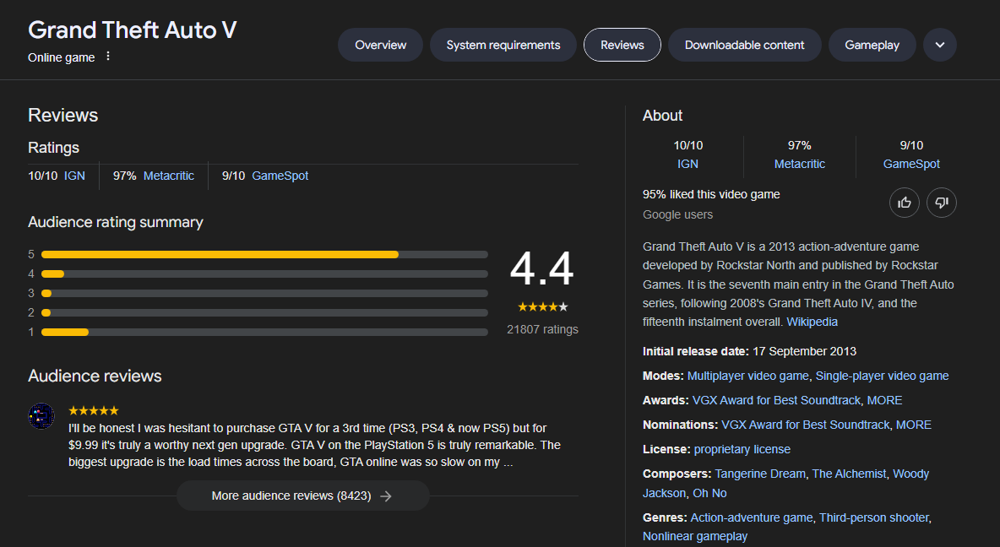 Grand Theft Auto V
Online game
Overview
System requirements
Reviews
Downloadable content
Gameplay
Reviews
Ratings
10/10 IGN
97% Metacritic
9/10 GameSpot
Audience rating summary
5
4
3
2
1
4.4
21807 ratings
Audience reviews
I'll be honest I was hesitant to purchase GTA V for a 3rd time (PS3, PS4 & now PS5) but for
$9.99 it's truly a worthy next gen upgrade. GTA V on the PlayStation 5 is truly remarkable. The
biggest upgrade is the load times across the board, GTA online was so slow on my ...
More audience reviews (8423)
About
10/10
IGN
97%
Metacritic
9/10
GameSpot
95% liked this video game
Google users
Grand Theft Auto V is a 2013 action-adventure game
developed by Rockstar North and published by Rockstar
Games. It is the seventh main entry in the Grand Theft Auto
series, following 2008's Grand Theft Auto IV, and the
fifteenth instalment overall. Wikipedia
Initial release date: 17 September 2013
Modes: Multiplayer video game, Single-player video game
Awards: VGX Award for Best Soundtrack, MORE
Nominations: VGX Award for Best Soundtrack, MORE
License: proprietary license
Composers: Tangerine Dream, The Alchemist, Woody
Jackson, Oh No
Genres: Action-adventure game, Third-person shooter,
Nonlinear gameplay